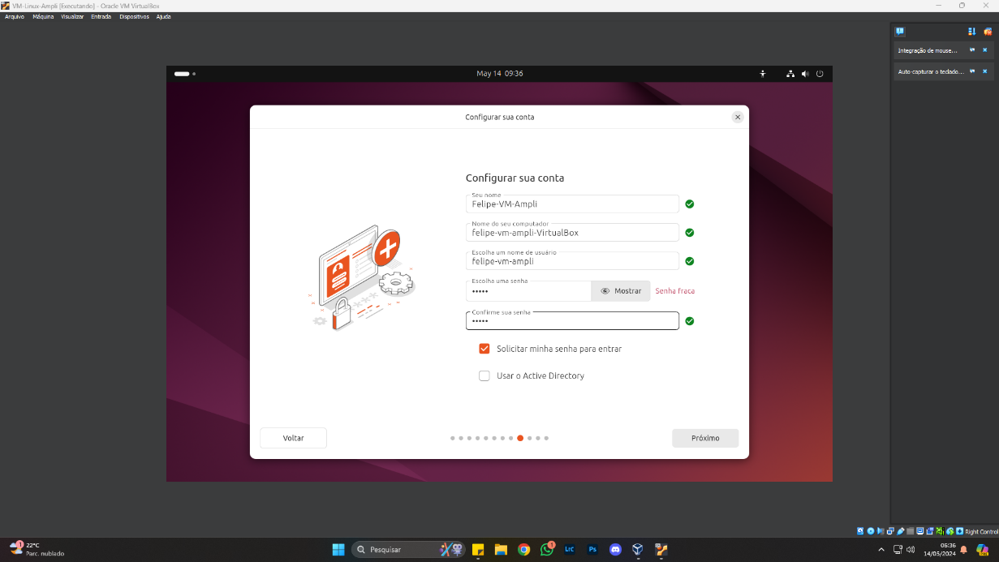 VM-Linux-Ampli [Executando] - Oracle VM VirtualBox
Arquivo Máquina Visualizar Entrada Dispositivos Ajuda
Integração de mouse...
Auto-capturar o teclado...
May 14 09:36
Configurar sua conta
Configurar sua conta
Seu nome
Felipe-VM-Ampli
Nome do seu computador
felipe-vm-ampli-VirtualBox
Escolha um nome de usuário
felipe-vm-ampli
Escolha uma senha
•••••
Mostrar
Senha fraca
Confirme sua senha
•••••
Solicitar minha senha para entrar
Usar o Active Directory
Voltar
Próximo
Right Control
1
22°C
Parc. nublado
Pesquisar
1
LrC
Ps
06:36
14/05/2024